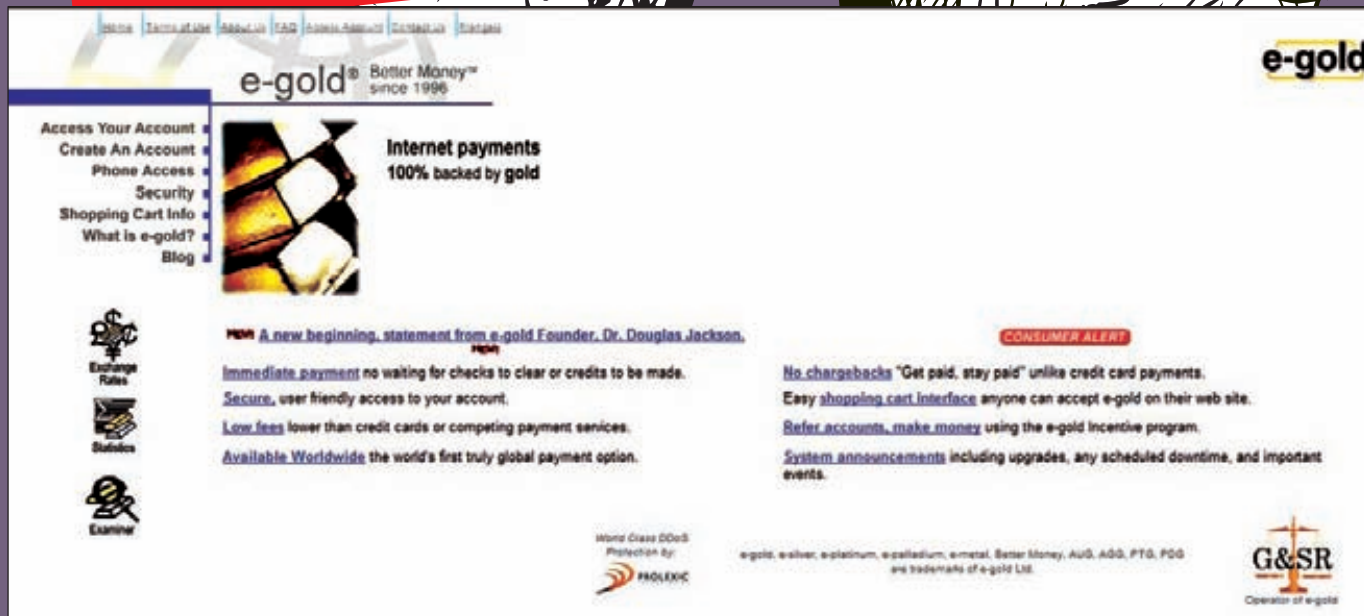 Home Terms of Use About Us FAQ Access Account Contact Us Français
e-gold® Better Money™
since 1996
e-gold
Access Your Account
Create An Account
Phone Access
Security
Shopping Cart Info
What is e-gold?
Blog
Internet payments
100% backed by gold
Exchange
Rates
Statistics
Examiner
New A new beginning, statement from e-gold Founder, Dr. Douglas Jackson.
New
Immediate payment no waiting for checks to clear or credits to be made.
Secure, user friendly access to your account.
Low fees lower than credit cards or competing payment services.
Available Worldwide the world's first truly global payment option.
CONSUMER ALERT
No chargebacks "Get paid, stay paid" unlike credit card payments.
Easy shopping cart interface anyone can accept e-gold on their web site.
Refer accounts, make money using the e-gold Incentive program.
System announcements including upgrades, any scheduled downtime, and important
events.
World Class DDoS
Protection by:
PROLEXIC
e-gold, e-silver, e-platinum, e-palladium, e-metal, Better Money, AUG, AGG, PTG, PDG
are trademarks of e-gold Ltd.
G&SR
Operator of e-gold